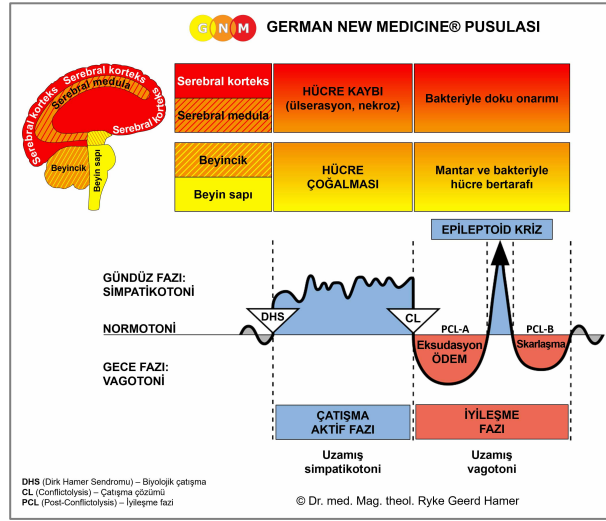 GNM GERMAN NEW MEDICINE® PUSULASI
Serebral korteks
Serebral korteks
Serebral korteks
Serebral korteks
Serebral medula
Beyincik
Beyin sapı
Serebral korteks
Serebral medula
HÜCRE KAYBI
(ülserasyon, nekroz)
Bakteriyle doku onarımı
Beyincik
Beyin sapı
HÜCRE
ÇOĞALMASI
Mantar ve bakteriyle
hücre bertarafı
EPİLEPTOİD KRİZ
GÜNDÜZ FAZI:
SİMPATİKOTONİ
DHS
CL
NORMOTONİ
PCL-A
PCL-B
Eksudasyon
ÖDEM
Skarlaşma
GECE FAZI:
VAGOTONİ
ÇATIŞMA
AKTİF FAZI
İYİLEŞME
FAZI
Uzamış
simpatikotoni
Uzamış
vagotoni
DHS (Dirk Hamer Sendromu) – Biyolojik çatışma
CL (Conflictolysis) – Çatışma çözümü
PCL (Post-Conflictolysis) – İyileşme fazi
© Dr. med. Mag. theol. Ryke Geerd Hamer